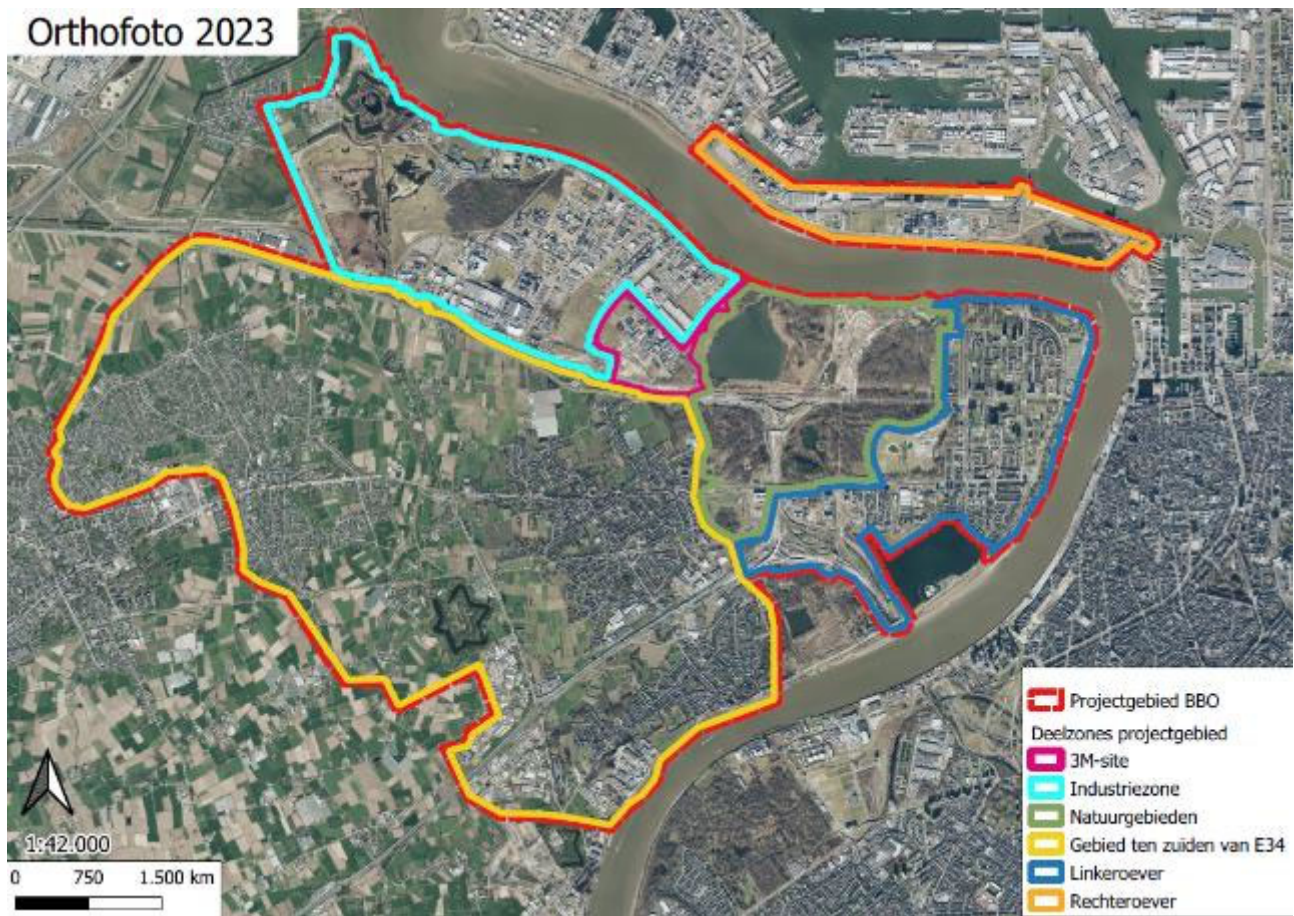 Orthofoto 2023
Projectgebied BBO
Deelzones projectgebied
3M-site
Industriezone
Natuurgebieden
Gebied ten zuiden van E34
Linkeroever
Rechteroever
1:42.000
0 750 1.500 km